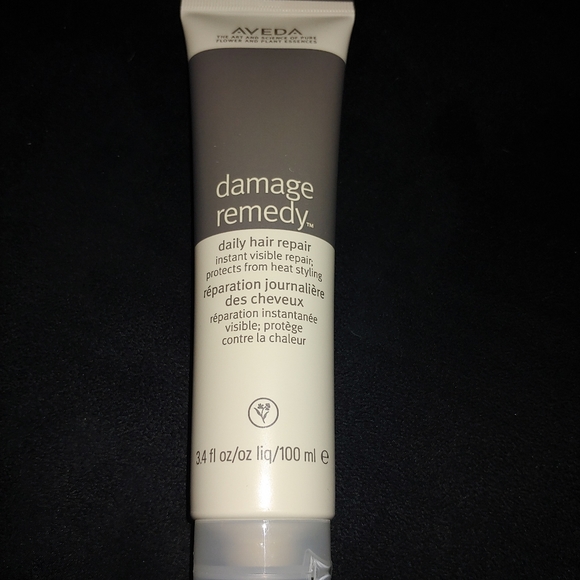 AVEDA
THE ART AND SCIENCE OF PURE
FLOWER AND PLANT ESSENCES
damage
remedy™
daily hair repair
instant visible repair;
protects from heat styling
réparation journalière
des cheveux
réparation instantanée
visible; protège
contre la chaleur
3.4 fl oz/oz liq/100 ml ℮